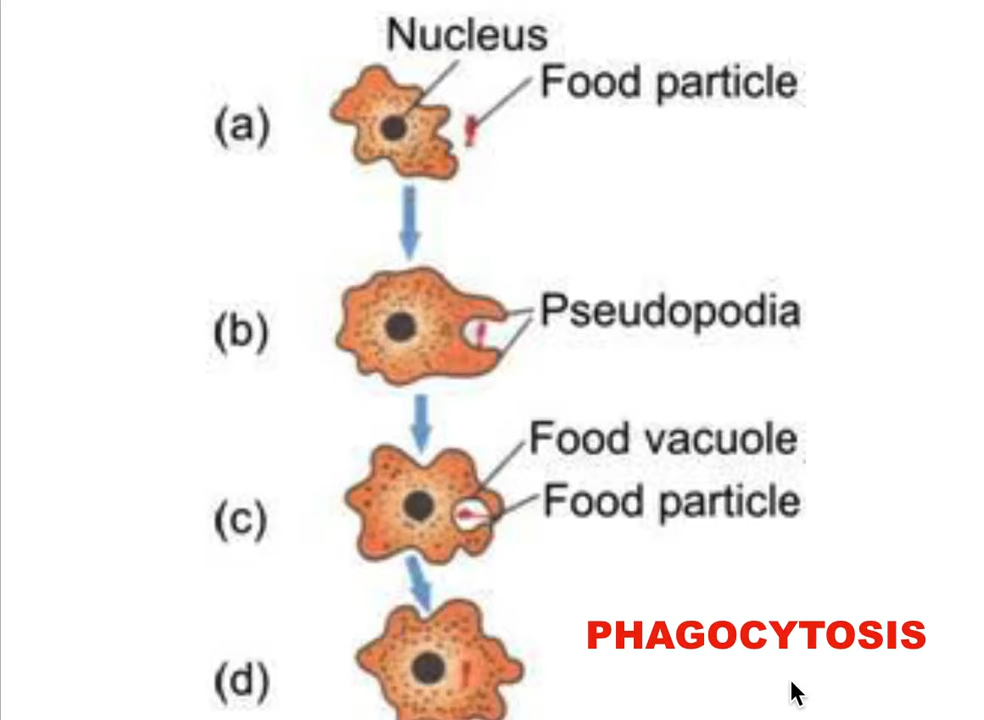 Nucleus
Food particle
(a)
(b)
Pseudopodia
Food vacuole
(c)
Food particle
PHAGOCYTOSIS
(d)